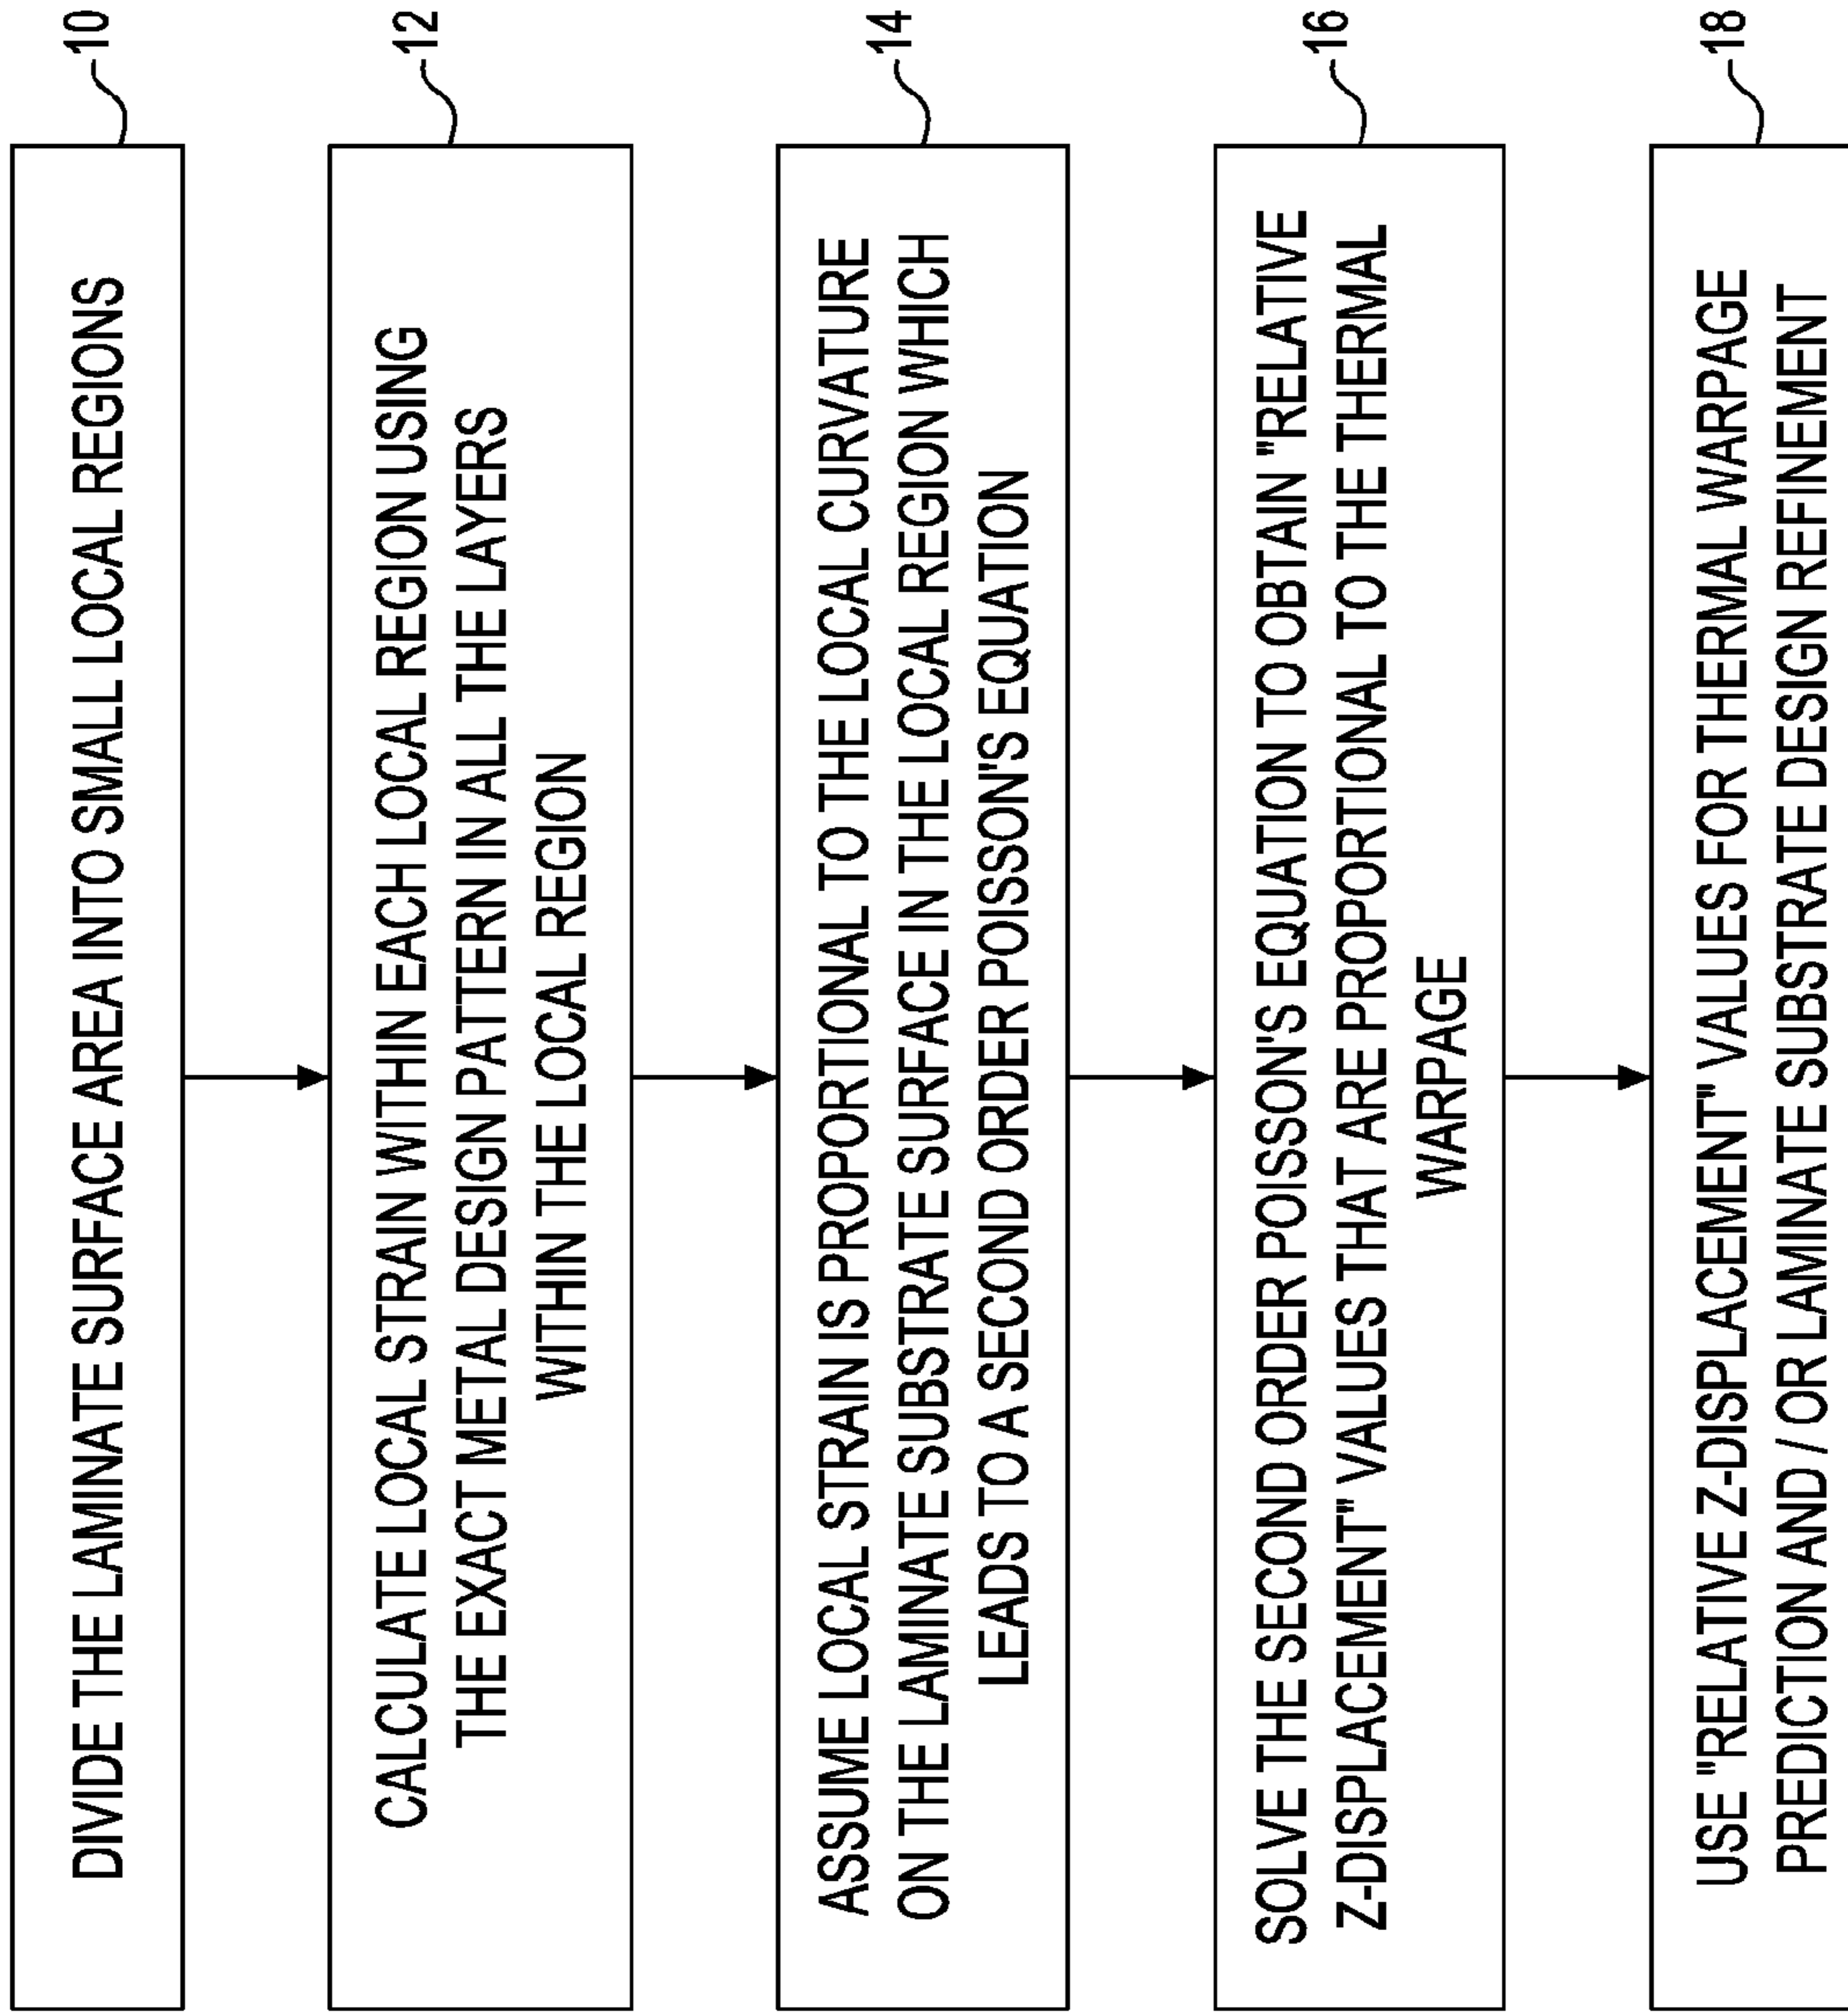 DIVIDE THE LAMINATE SURFACE AREA INTO SMALL LOCAL REGIONS
10
CALCULATE LOCAL STRAIN WITHIN EACH LOCAL REGION USING
THE EXACT METAL DESIGN PATTERN IN ALL THE LAYERS
WITHIN THE LOCAL REGION
12
ASSUME LOCAL STRAIN IS PROPORTIONAL TO THE LOCAL CURVATURE
ON THE LAMINATE SUBSTRATE SURFACE IN THE LOCAL REGION WHICH
LEADS TO A SECOND ORDER POISSON'S EQUATION
14
SOLVE THE SECOND ORDER POISSON'S EQUATION TO OBTAIN "RELATIVE
Z-DISPLACEMENT" VALUES THAT ARE PROPORTIONAL TO THE THERMAL
WARPAGE
16
USE "RELATIVE Z-DISPLACEMENT" VALUES FOR THERMAL WARPAGE
PREDICTION AND / OR LAMINATE SUBSTRATE DESIGN REFINEMENT
18